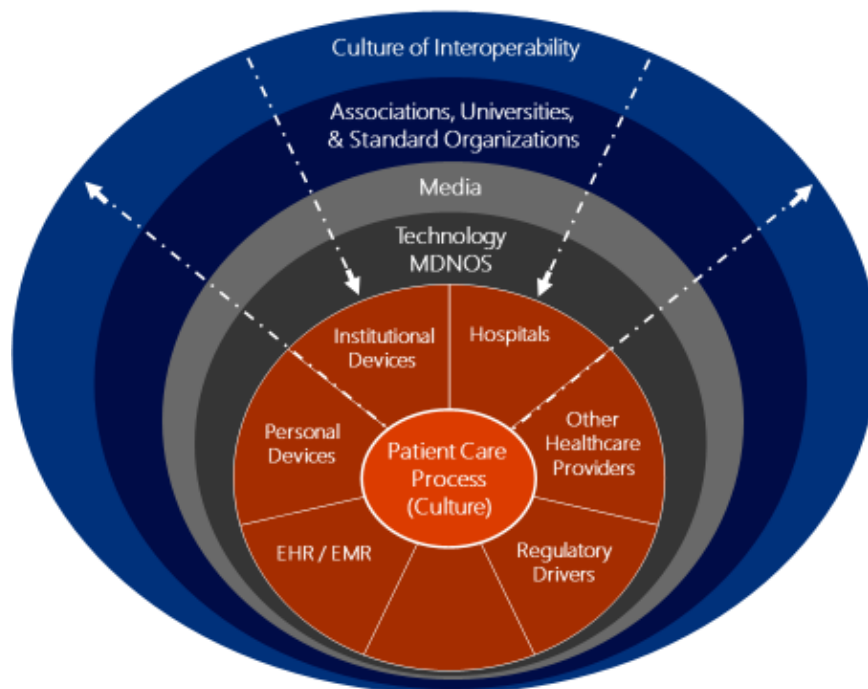 Culture of Interoperability
Associations, Universities,
& Standard Organizations
Media
Technology
MDNOS
Institutional
Devices
Hospitals
Personal
Devices
Other
Healthcare
Providers
Patient Care
Process
(Culture)
EHR / EMR
Regulatory
Drivers